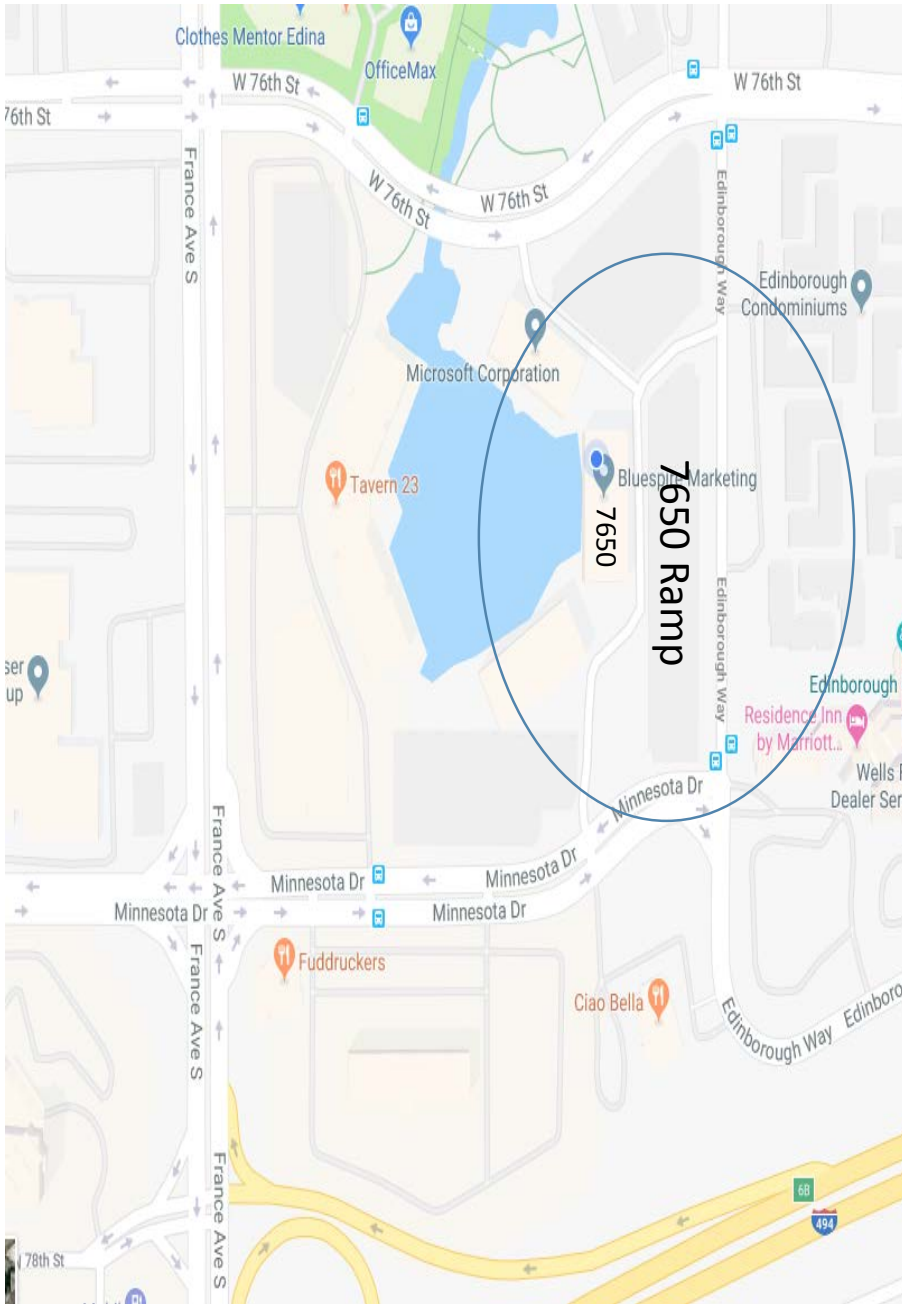 Clothes Mentor Edina
OfficeMax
W 76th St
W 76th St
76th St
France Ave S
W 76th St
W 76th St
Edinborough Way
Edinborough
Condominiums
Microsoft Corporation
Tavern 23
Bluespire Marketing
7650
7650 Ramp
Edinborough Way
Edinborough
Residence Inn
by Marriott...
Wells F
Dealer Ser
ser
up
Minnesota Dr
France Ave S
Minnesota Dr
Minnesota Dr
Minnesota Dr
Minnesota Dr
Fuddruckers
France Ave S
Ciao Bella
Edinborough Way
Edinboro
France Ave S
6B
494
78th St